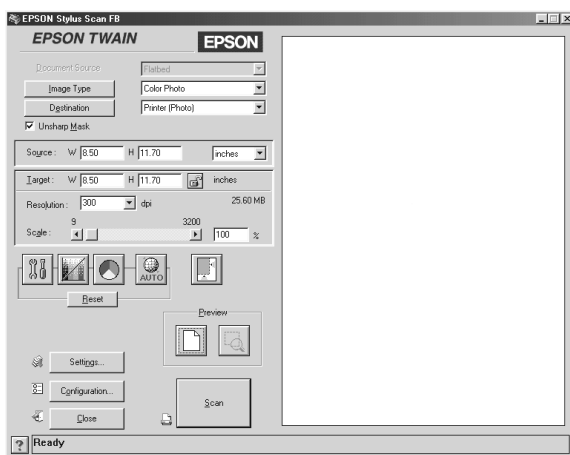 EPSON Stylus Scan FB
EPSON TWAIN EPSON
Document Source Flatbed
Image Type Color Photo
Destination Printer (Photo)
Unsharp Mask
Source: W 8.50 H 11.70 inches
Target: W 8.50 H 11.70 inches
Resolution: 300 dpi 25.60 MB
9 3200
Scale: 100 %
AUTO
Reset
Preview
Settings...
Configuration...
Scan
Close
? Ready